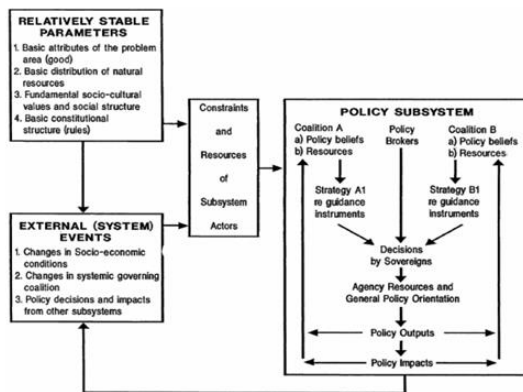 RELATIVELY STABLE
PARAMETERS
1. Basic attributes of the problem
area (good)
2. Basic distribution of natural
resources
3. Fundamental socio-cultural
values and social structure
4. Basic constitutional
structure (rules)
EXTERNAL (SYSTEM)
EVENTS
1. Changes in Socio-economic
conditions
2. Changes in systemic governing
coalition
3. Policy decisions and impacts
from other subsystems
Constraints
and
Resources
of
Subsystem
Actors
POLICY SUBSYSTEM
Coalition A
a) Policy beliefs
b) Resources
Policy
Brokers
Coalition B
a) Policy beliefs
b) Resources
Strategy A1
re guidance
instruments
Strategy B1
re guidance
instruments
Decisions
by Sovereigns
Agency Resources and
General Policy Orientation
Policy Outputs
Policy Impacts